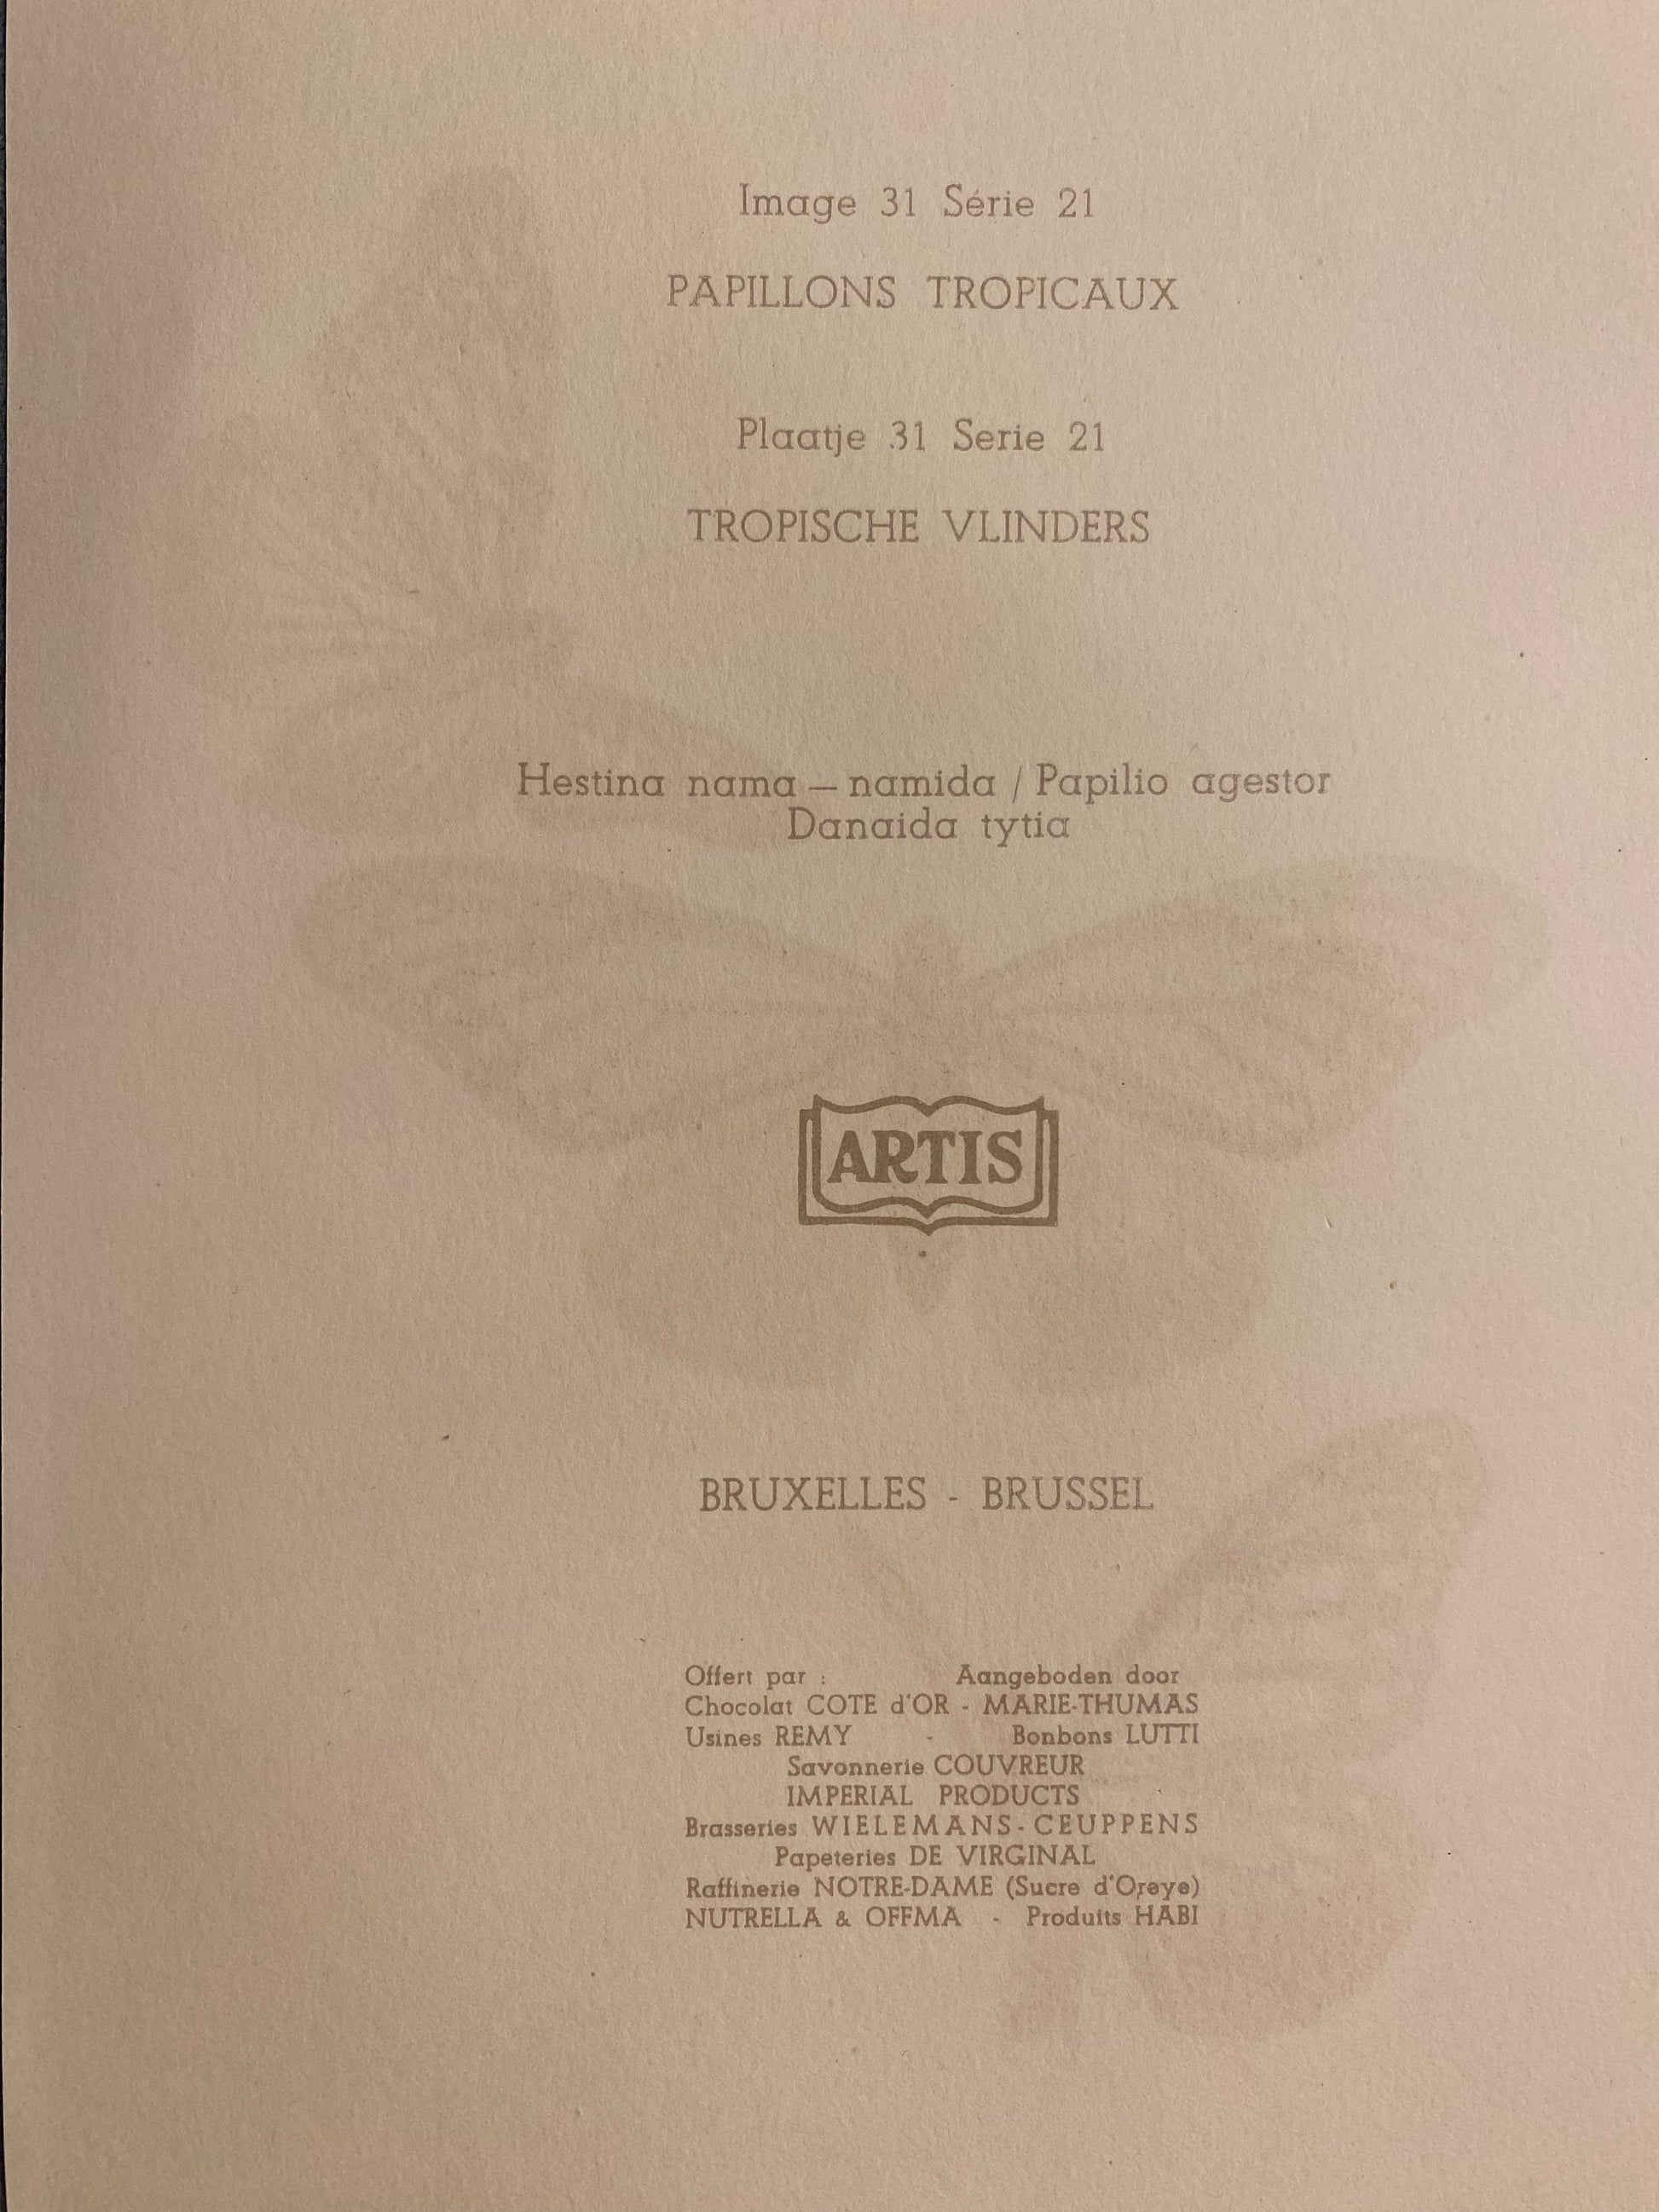 Image 31 Série 21
PAPILLONS TROPICAUX
Plaatje 31 Serie 21
TROPISCHE VLINDERS
Hestina nama — namida / Papilio agestor
Danaida tytia
ARTIS
BRUXELLES - BRUSSEL
Offert par : Aangeboden door
Chocolat COTE d'OR - MARIE-THUMAS
Usines REMY - Bonbons LUTTI
Savonnerie COUVREUR
IMPERIAL PRODUCTS
Brasseries WIELEMANS-CEUPPENS
Papeteries DE VIRGINAL
Raffinerie NOTRE-DAME (Sucre d'Oreye)
NUTRELLA & OFFMA - Produits HABI